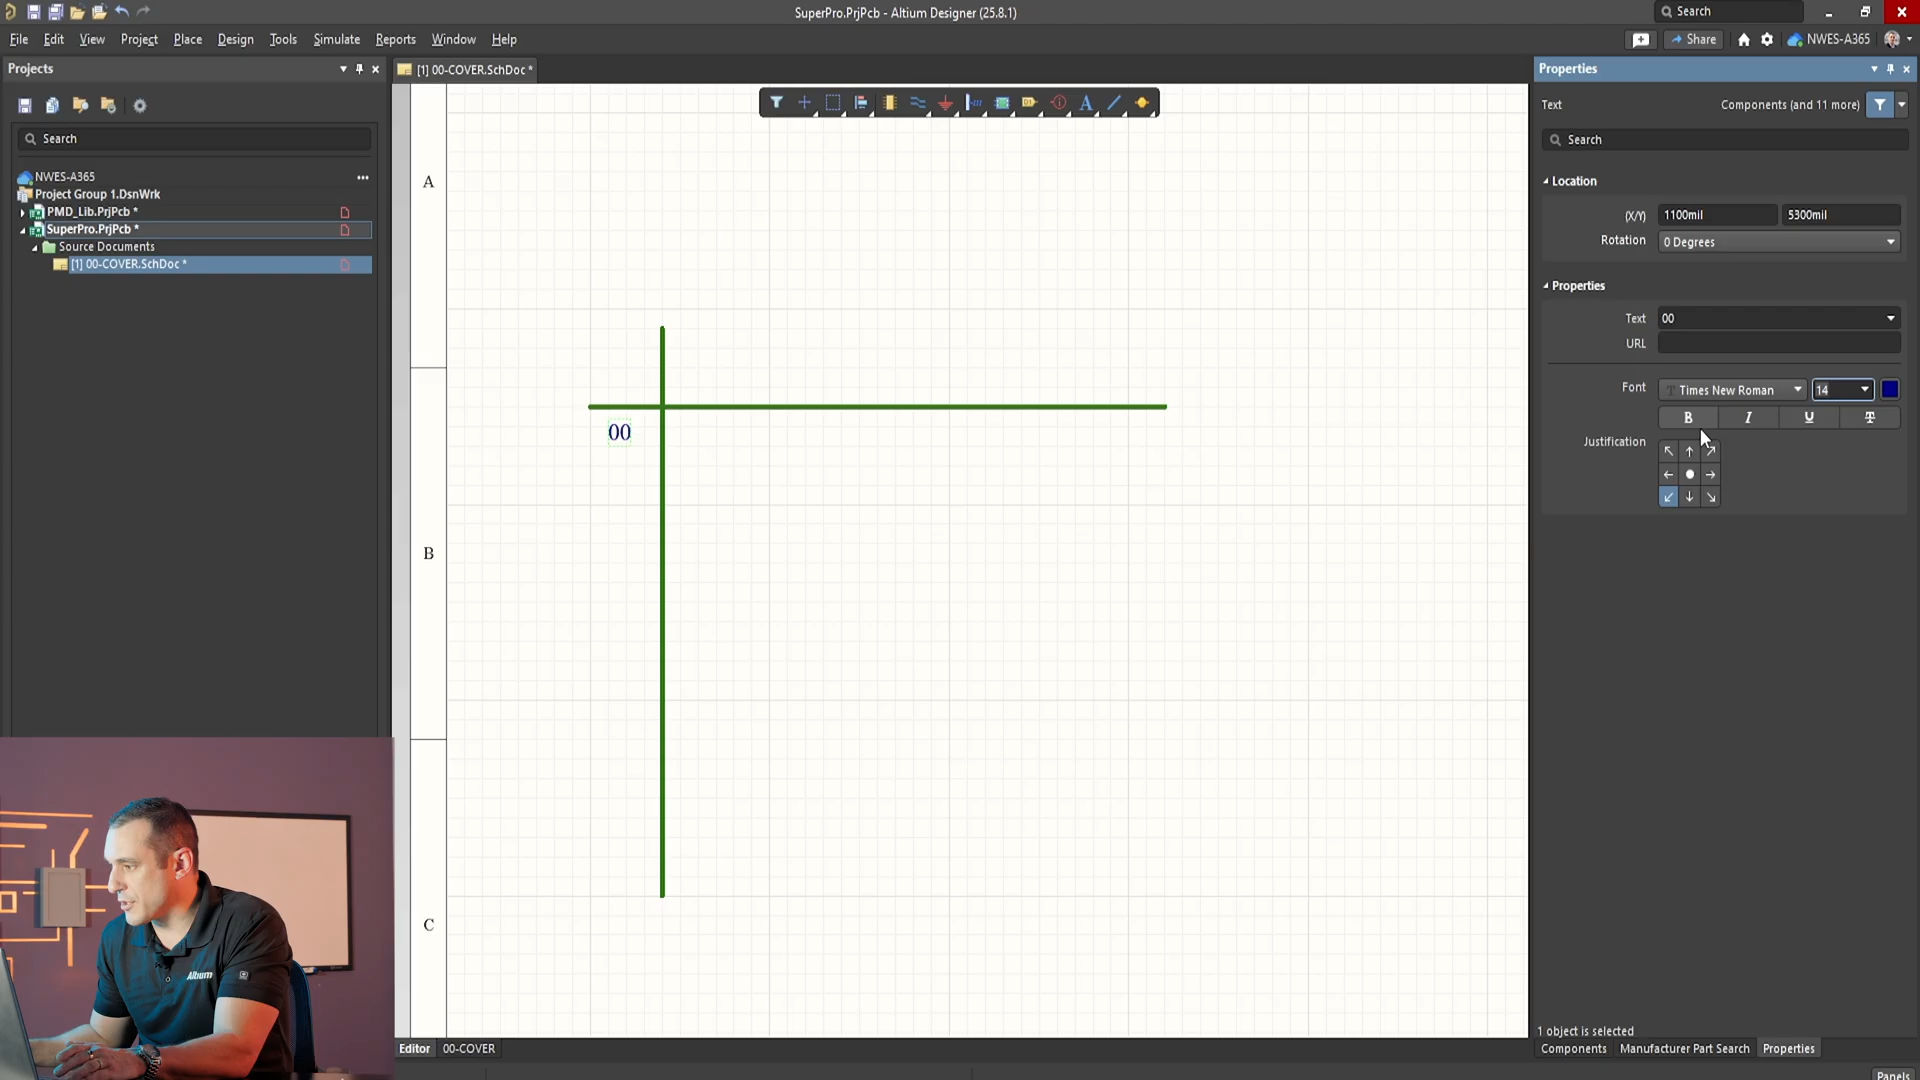 SuperPro.PrjPcb - Altium Designer (25.8.1)
Search
File Edit View Project Place Design Tools Simulate Reports Window Help
Share
NWES-A365
Projects
[1] 00-COVER.SchDoc *
Properties
Text
Components (and 11 more)
Search
Search
NWES-A365
Project Group 1.DsnWrk
PMD_Lib.PrjPcb *
SuperPro.PrjPcb *
Source Documents
[1] 00-COVER.SchDoc *
A
B
C
00
Location
(X/Y) 1100mil 5300mil
Rotation 0 Degrees
Properties
Text 00
URL
Font Times New Roman 14
B I U T
Justification
Altium
1 object is selected
Editor 00-COVER
Components Manufacturer Part Search Properties
Panels